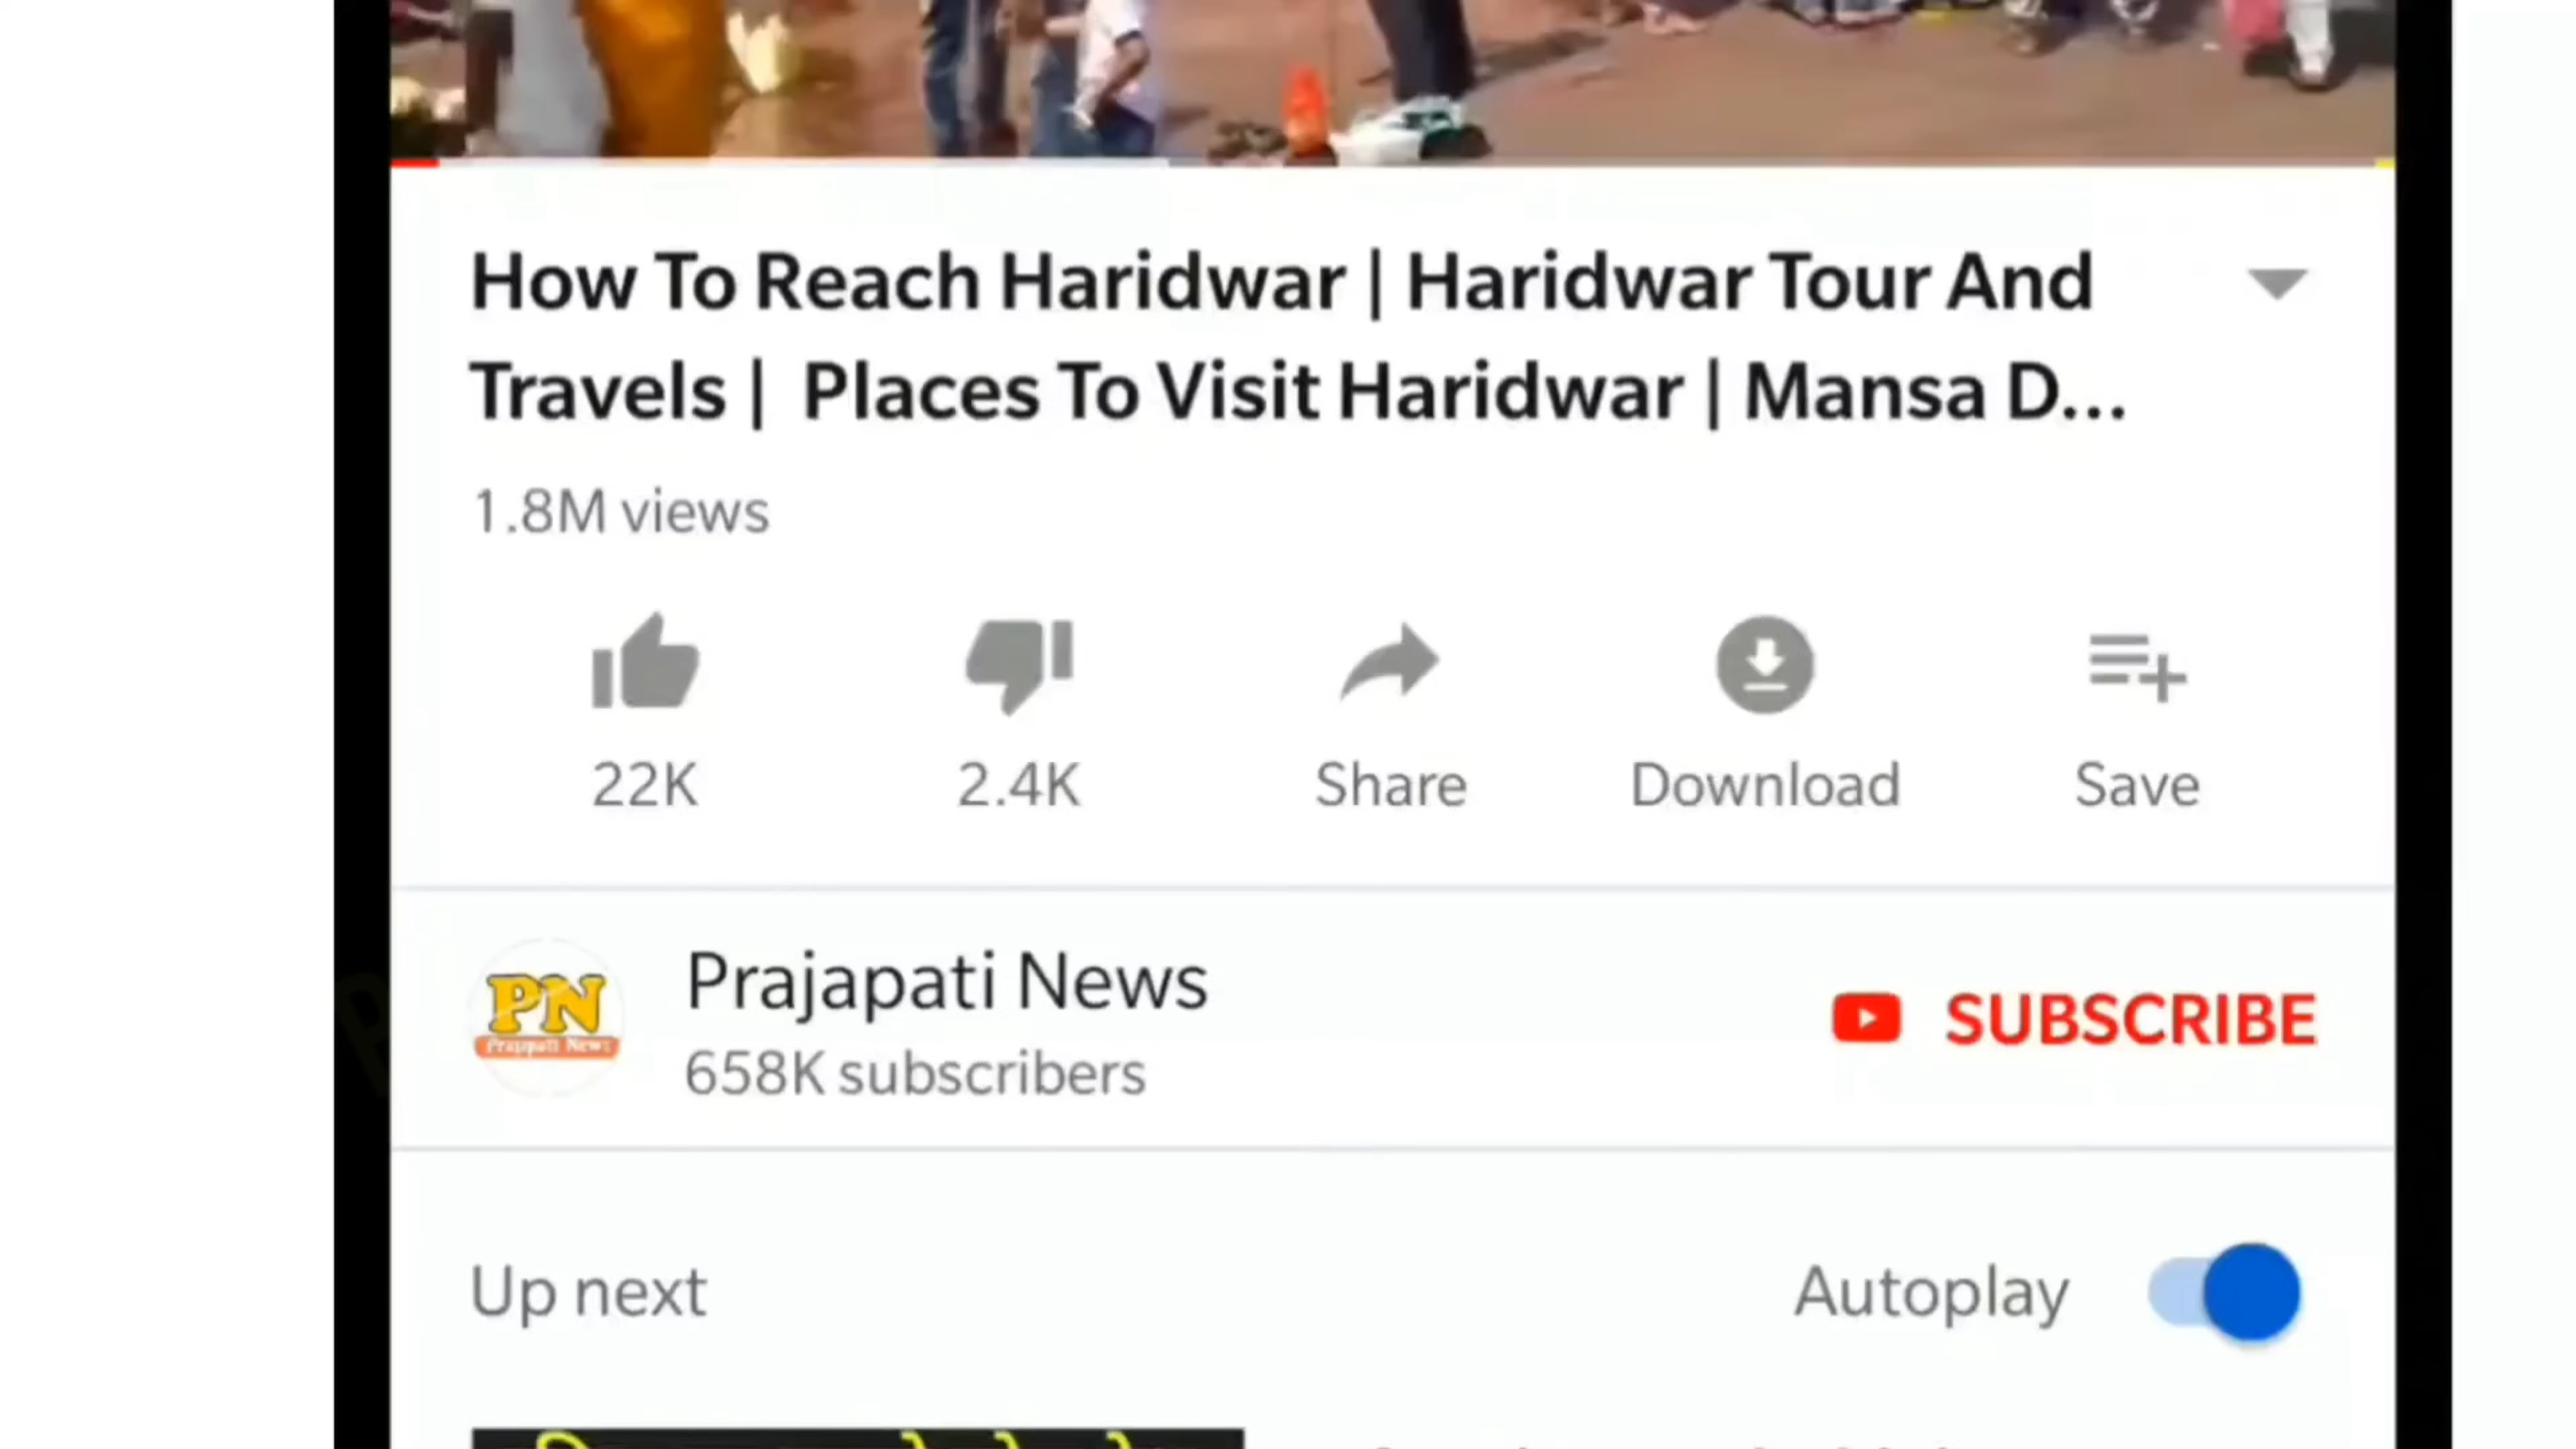 How To Reach Haridwar | Haridwar Tour And
Travels | Places To Visit Haridwar | Mansa D...
1.8M views
22K
2.4K
Share
Download
Save
PN
Prajapati News
Prajapati News
658K subscribers
SUBSCRIBE
Up next
Autoplay